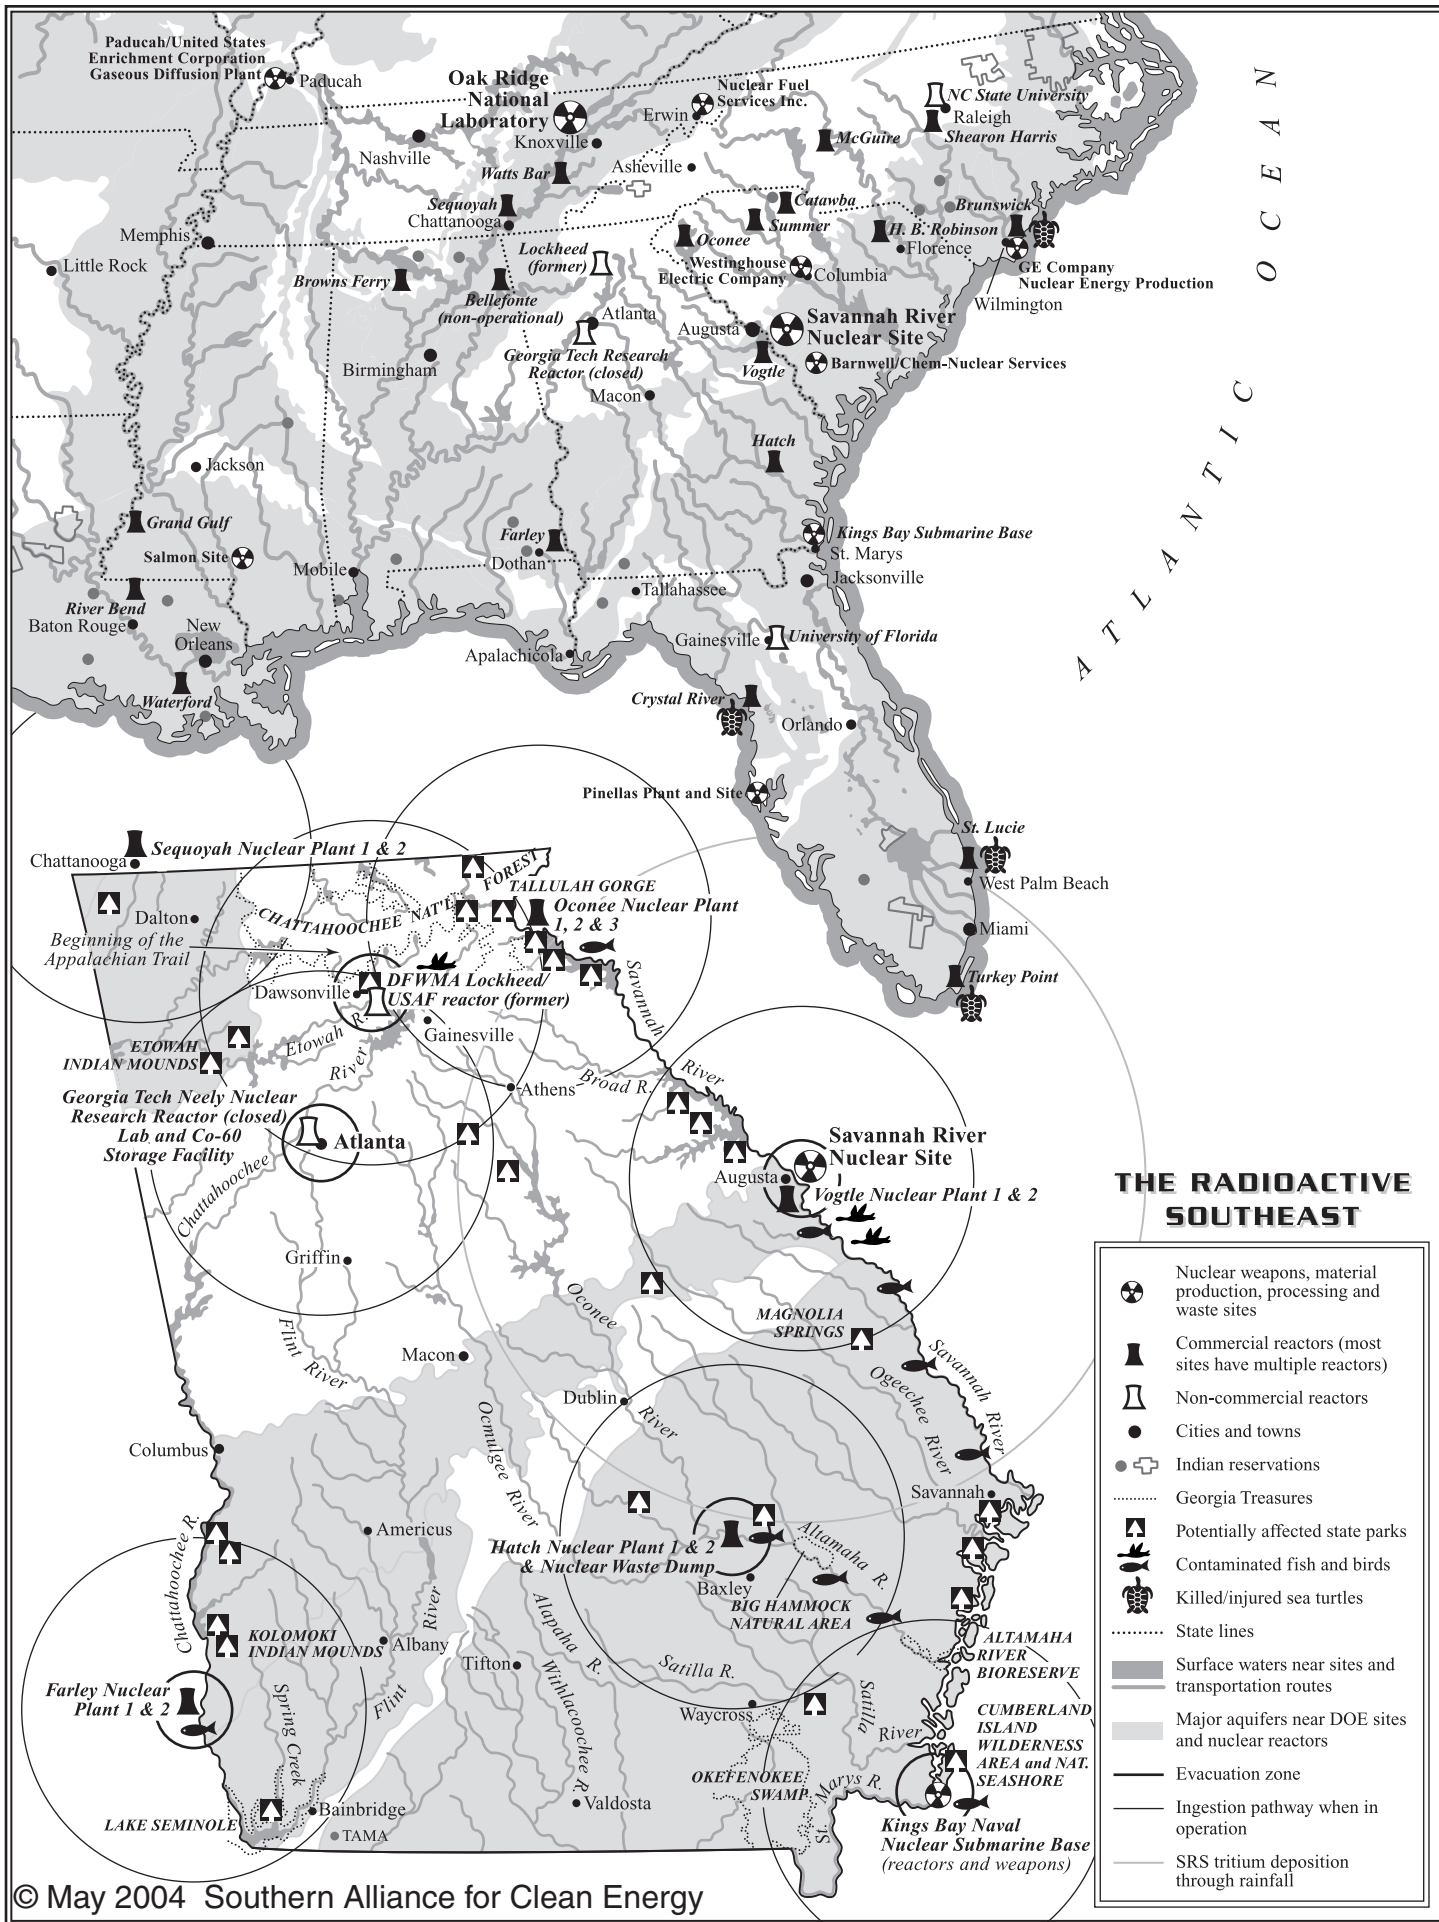 Paducah/United States
Enrichment Corporation
Gaseous Diffusion Plant
Paducah
Oak Ridge
National
Laboratory
Nuclear Fuel
Services Inc.
Erwin
NC State University
Raleigh
Shearon Harris
McGuire
Nashville
Knoxville
Watts Bar
Asheville
Sequoyah
Chattanooga
Catawba
Summer
Brunswick
H. B. Robinson
Florence
Memphis
Little Rock
Lockheed
(former)
Oconee
Westinghouse
Electric Company
Columbia
GE Company
Nuclear Energy Production
Wilmington
Browns Ferry
Bellefonte
(non-operational)
Atlanta
Augusta
Savannah River
Nuclear Site
Georgia Tech Research
Reactor (closed)
Birmingham
Vogtle
Barnwell/Chem-Nuclear Services
Macon
ATLANTIC OCEAN
Hatch
Jackson
Grand Gulf
Salmon Site
Farley
Dothan
Kings Bay Submarine Base
St. Marys
Mobile
Jacksonville
Tallahassee
River Bend
Baton Rouge
New
Orleans
Gainesville
University of Florida
Apalachicola
Waterford
Crystal River
Orlando
Pinellas Plant and Site
St. Lucie
West Palm Beach
Miami
Turkey Point
Chattanooga
Sequoyah Nuclear Plant 1 & 2
CHATTAHOOCHEE NAT'L FOREST
TALLULAH GORGE
Oconee Nuclear Plant
1, 2 & 3
Dalton
Beginning of the
Appalachian Trail
Dawsonville
DFWMA Lockheed/
USAF reactor (former)
Savannah
River
Gainesville
Etowah R.
ETOWAH
INDIAN MOUNDS
River
Athens
Broad R.
Georgia Tech Neely Nuclear
Research Reactor (closed)
Lab and Co-60
Storage Facility
Atlanta
Chattahoochee
Savannah River
Nuclear Site
Augusta
Vogtle Nuclear Plant 1 & 2
Griffin
Flint River
Oconee
MAGNOLIA
SPRINGS
Macon
Dublin
River
Ocmulgee River
Ogeechee River
Savannah River
Columbus
Savannah
Chattahoochee R.
Americus
Hatch Nuclear Plant 1 & 2
& Nuclear Waste Dump
Altamaha R.
Baxley
BIG HAMMOCK
NATURAL AREA
River
KOLOMOKI
INDIAN MOUNDS
Albany
Alapaha R.
ALTAMAHA
RIVER
BIORESERVE
Tifton
Withlacoochee R.
Satilla R.
Farley Nuclear
Plant 1 & 2
Flint
Spring Creek
Waycross
Satilla
River
CUMBERLAND
ISLAND
WILDERNESS
AREA and NAT.
SEASHORE
OKEFENOKEE
SWAMP
St. Marys R.
Valdosta
Bainbridge
LAKE SEMINOLE
TAMA
Kings Bay Naval
Nuclear Submarine Base
(reactors and weapons)
THE RADIOACTIVE
SOUTHEAST
Nuclear weapons, material
production, processing and
waste sites
Commercial reactors (most
sites have multiple reactors)
Non-commercial reactors
Cities and towns
Indian reservations
Georgia Treasures
Potentially affected state parks
Contaminated fish and birds
Killed/injured sea turtles
State lines
Surface waters near sites and
transportation routes
Major aquifers near DOE sites
and nuclear reactors
Evacuation zone
Ingestion pathway when in
operation
SRS tritium deposition
through rainfall
© May 2004 Southern Alliance for Clean Energy